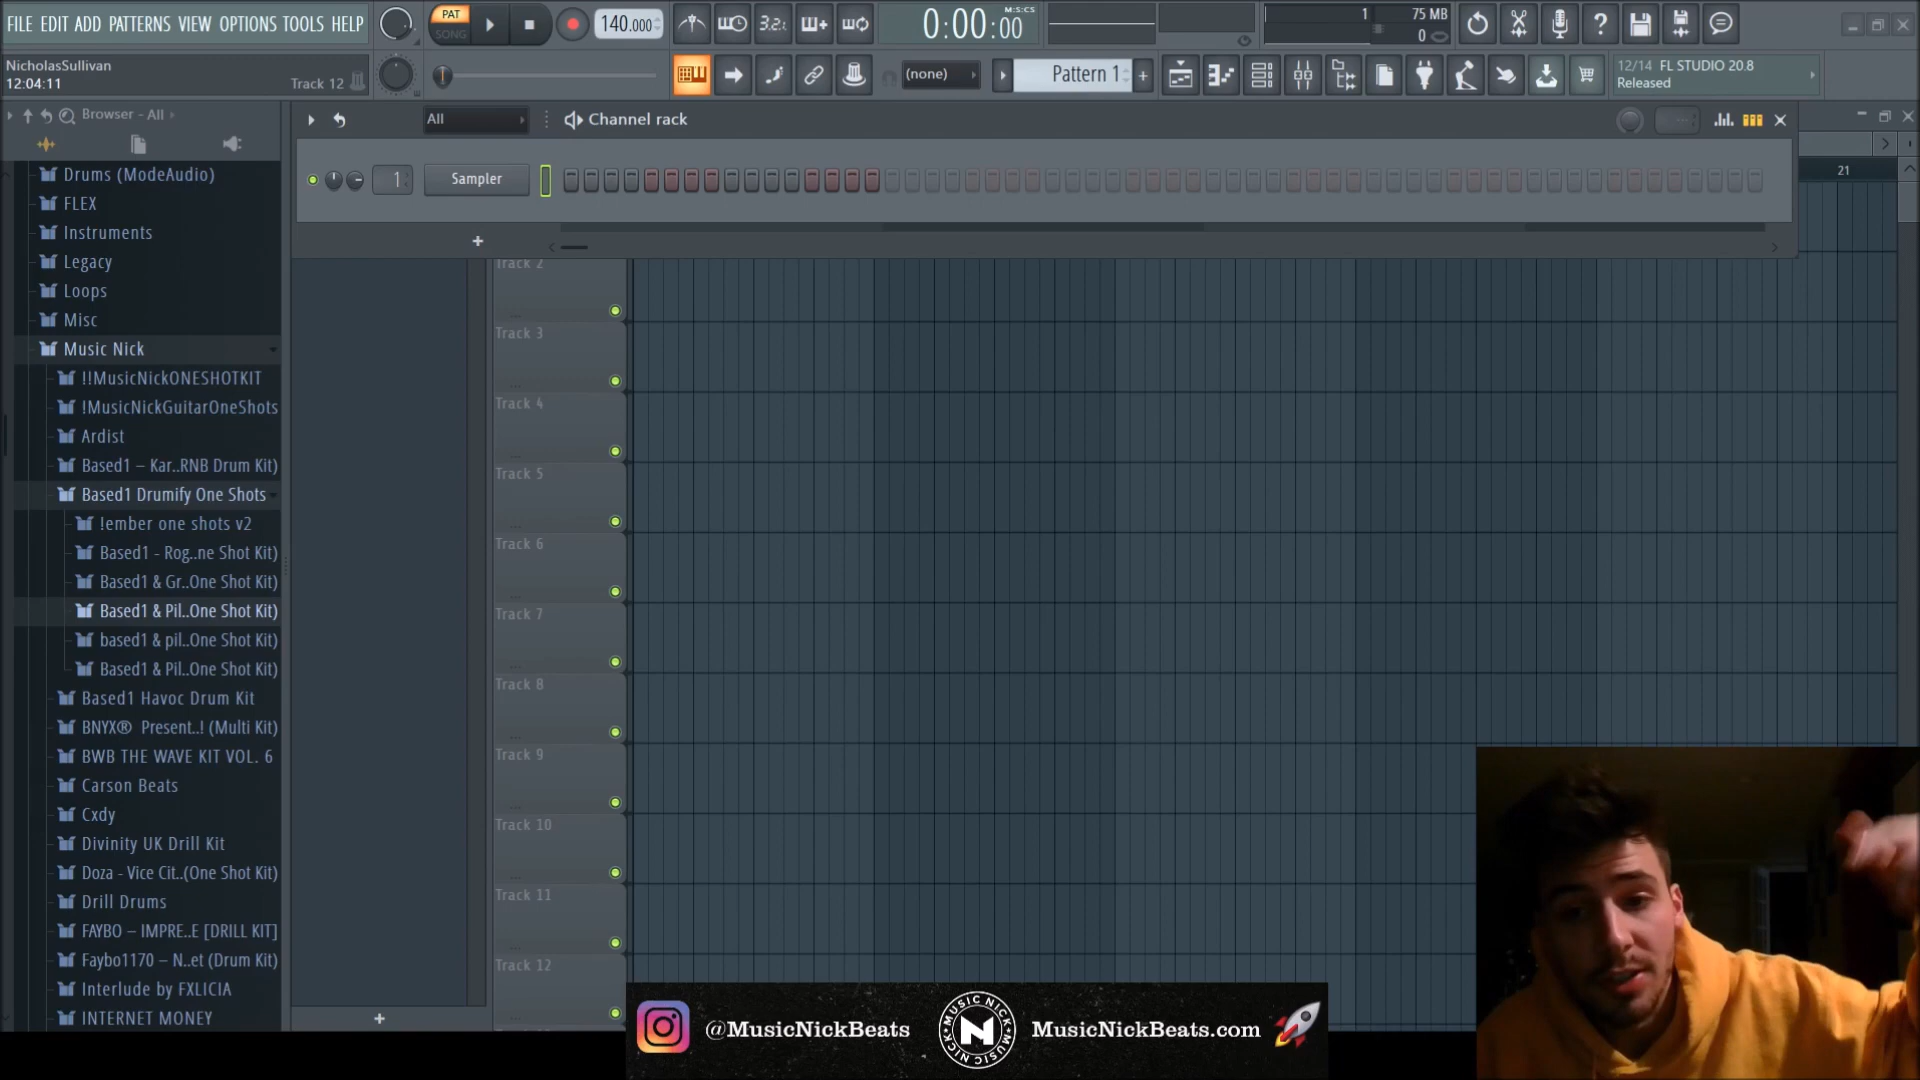 FILE EDIT ADD PATTERNS VIEW OPTIONS TOOLS HELP
PAT
SONG
140.000
3.2.
0:00:00
M:S:CS
1
75 MB
0
NicholasSullivan
12:04:11
Track 12
(none)
Pattern 1
12/14 FL STUDIO 20.8
Released
Browser - All
All
Channel rack
1
Sampler
21
Drums (ModeAudio)
FLEX
Instruments
Legacy
Loops
Misc
Music Nick
!!MusicNickONESHOTKIT
!MusicNickGuitarOneShots
Ardist
Based1 – Kar..RNB Drum Kit)
Based1 Drumify One Shots
!ember one shots v2
Based1 - Rog..ne Shot Kit)
Based1 & Gr..One Shot Kit)
Based1 & Pil..One Shot Kit)
based1 & pil..One Shot Kit)
Based1 & Pil..One Shot Kit)
Based1 Havoc Drum Kit
BNYX® Present..! (Multi Kit)
BWB THE WAVE KIT VOL. 6
Carson Beats
Cxdy
Divinity UK Drill Kit
Doza - Vice Cit..(One Shot Kit)
Drill Drums
FAYBO – IMPRE..E [DRILL KIT]
Faybo1170 – N..et (Drum Kit)
Interlude by FXLICIA
INTERNET MONEY
Track 2
Track 3
Track 4
Track 5
Track 6
Track 7
Track 8
Track 9
Track 10
Track 11
Track 12
@MusicNickBeats
MUSIC NICK
N
MUSIC NICK
MusicNickBeats.com